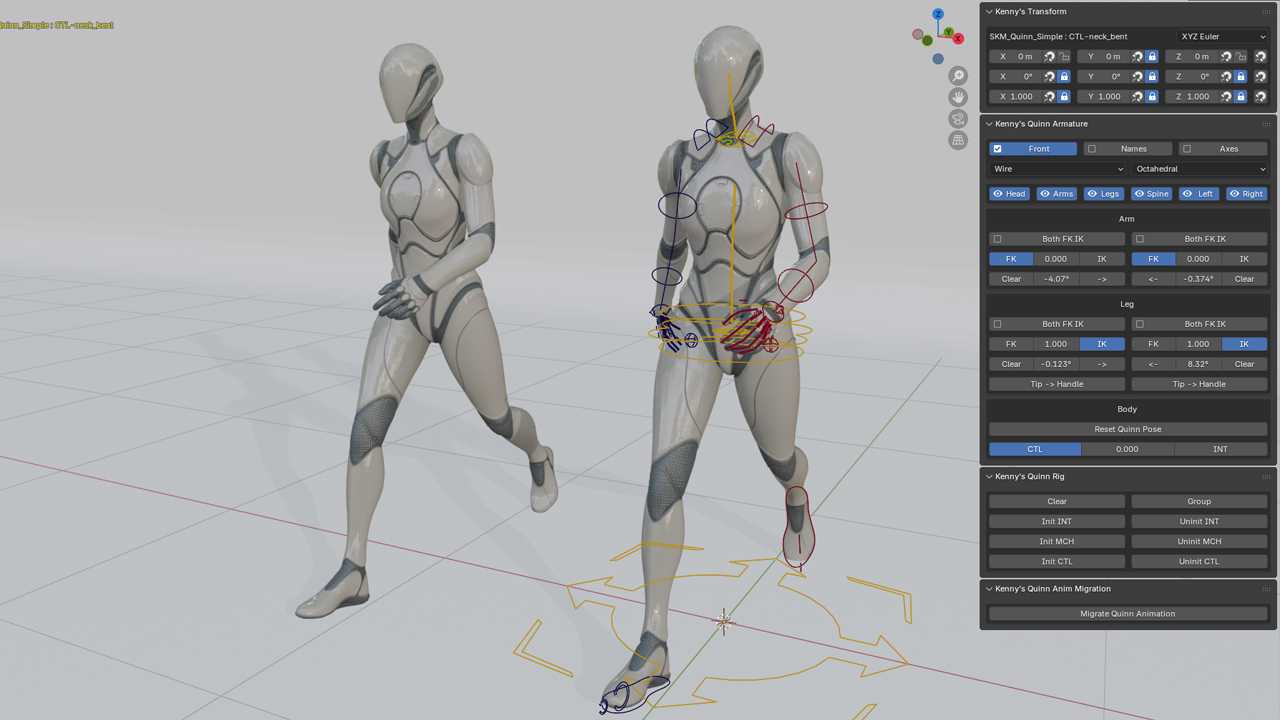 Quinn_Simple : CTL-neck_bent
Z
Y
X
Kenny's Transform
SKM_Quinn_Simple : CTL-neck_bent XYZ Euler
X 0 m Y 0 m Z 0 m
X 0° Y 0° Z 0°
X 1.000 Y 1.000 Z 1.000
Kenny's Quinn Armature
Front Names Axes
Wire Octahedral
Head Arms Legs Spine Left Right
Arm
Both FK IK Both FK IK
FK 0.000 IK FK 0.000 IK
Clear -4.07° -> <- -0.374° Clear
Leg
Both FK IK Both FK IK
FK 1.000 IK FK 1.000 IK
Clear -0.123° -> <- 8.32° Clear
Tip -> Handle Tip -> Handle
Body
Reset Quinn Pose
CTL 0.000 INT
Kenny's Quinn Rig
Clear Group
Init INT Uninit INT
Init MCH Uninit MCH
Init CTL Uninit CTL
Kenny's Quinn Anim Migration
Migrate Quinn Animation